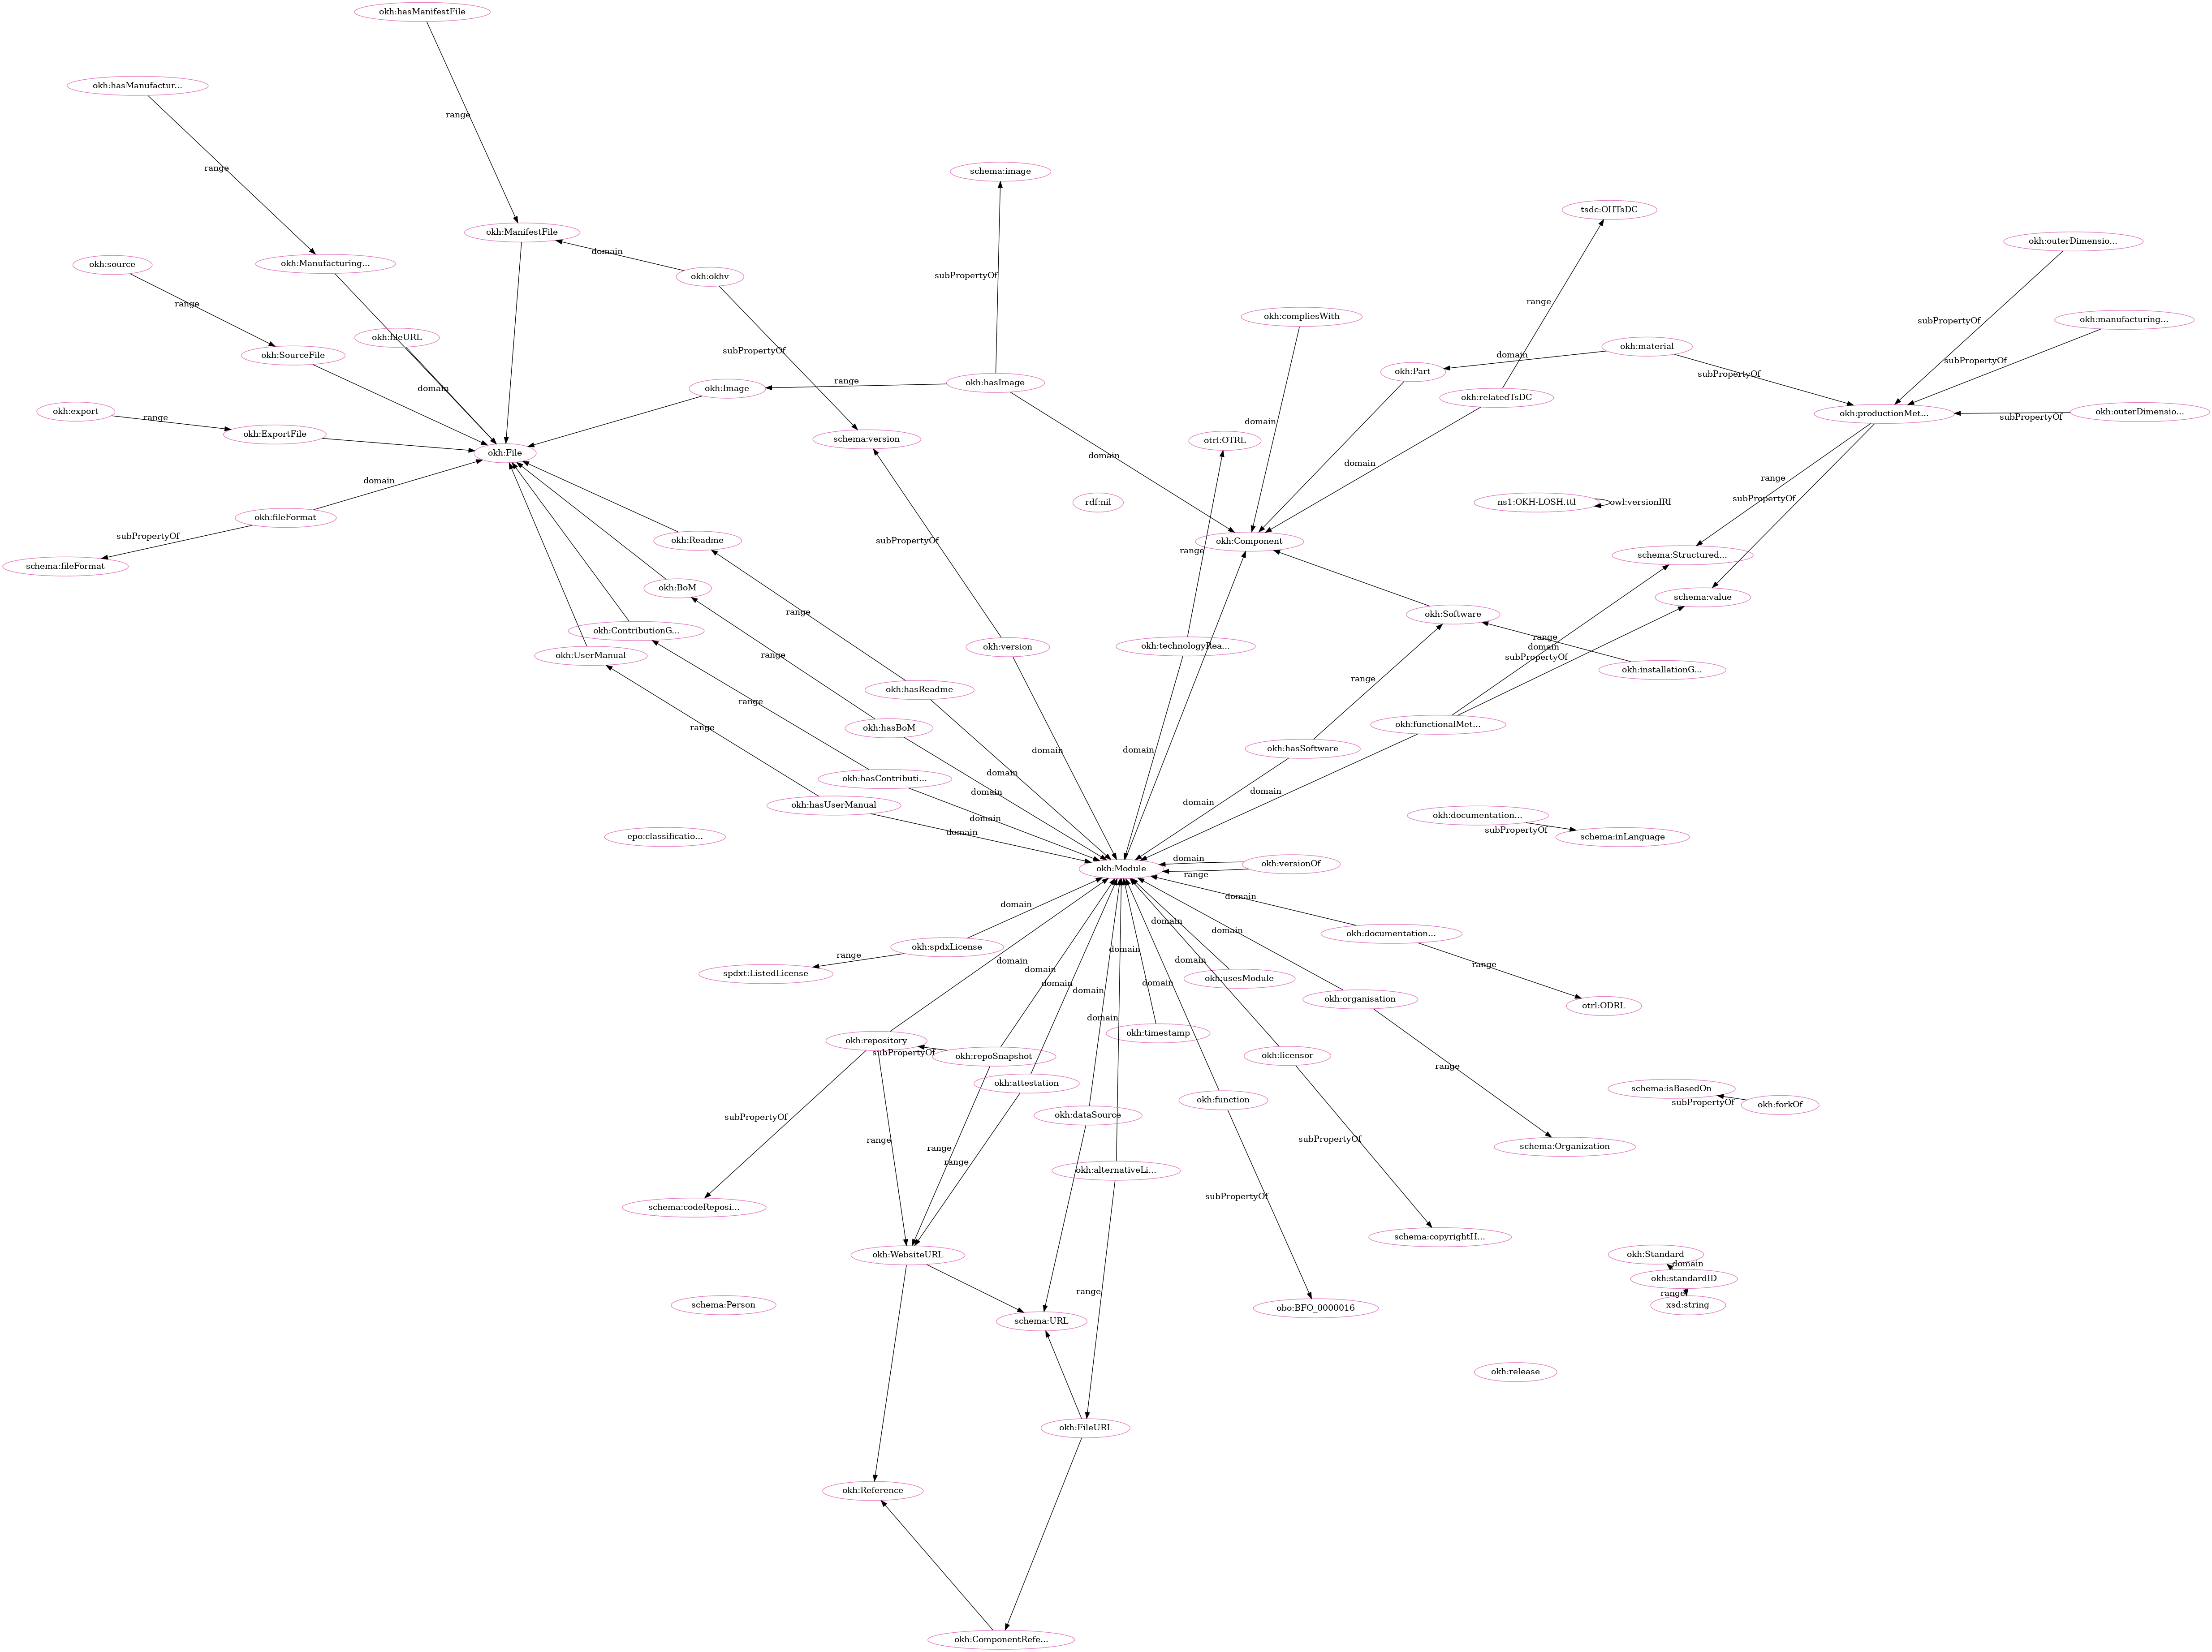 okh:hasManifestFile
okh:hasManufactur...
range
range
schema:image
tsdc:OHTsDC
okh:ManifestFile
okh:outerDimensio...
domain
okh:source
okh:Manufacturing...
okh:okhv
subPropertyOf
range
range
okh:compliesWith
subPropertyOf
okh:manufacturing...
okh:fileURL
okh:material
okh:SourceFile
subPropertyOf
domain
subPropertyOf
okh:Part
subPropertyOf
range
okh:hasImage
okh:Image
domain
okh:relatedTsDC
okh:export
range
okh:productionMet...
okh:outerDimensio...
subPropertyOf
domain
okh:ExportFile
schema:version
otrl:OTRL
okh:File
domain
domain
range
domain
subPropertyOf
rdf:nil
ns1:OKH-LOSH.ttl
owl:versionIRI
okh:fileFormat
subPropertyOf
okh:Readme
subPropertyOf
okh:Component
range
schema:Structured...
schema:fileFormat
okh:BoM
schema:value
range
okh:Software
okh:ContributionG...
range
domain
okh:version
okh:technologyRea...
okh:UserManual
range
subPropertyOf
okh:installationG...
range
okh:hasReadme
range
range
okh:hasBoM
okh:functionalMet...
domain
domain
okh:hasSoftware
okh:hasContributi...
domain
domain
domain
okh:hasUserManual
domain
okh:documentation...
domain
domain
subPropertyOf
epo:classificatio...
schema:inLanguage
domain
okh:versionOf
okh:Module
range
domain
domain
domain
domain
okh:documentation...
okh:spdxLicense
domain
range
domain
domain
range
spdxt:ListedLicense
domain
okh:usesModule
domain
domain
domain
okh:organisation
otrl:ODRL
domain
okh:timestamp
okh:repository
subPropertyOf
okh:repoSnapshot
okh:licensor
range
okh:attestation
schema:isBasedOn
okh:function
subPropertyOf
okh:forkOf
subPropertyOf
okh:dataSource
range
range
subPropertyOf
schema:Organization
range
okh:alternativeLi...
subPropertyOf
schema:codeReposi...
schema:copyrightH...
okh:WebsiteURL
okh:Standard
domain
okh:standardID
range
range
schema:Person
obo:BFO_0000016
xsd:string
schema:URL
okh:release
okh:FileURL
okh:Reference
okh:ComponentRefe...